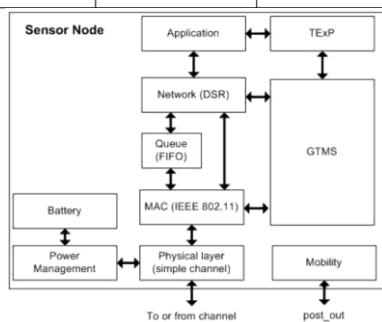 Sensor Node
Application
TExP
Network (DSR)
Queue
(FIFO)
GTMS
MAC (IEEE 802.11)
Battery
Power
Management
Physical layer
(simple channel)
Mobility
To or from channel
post_out